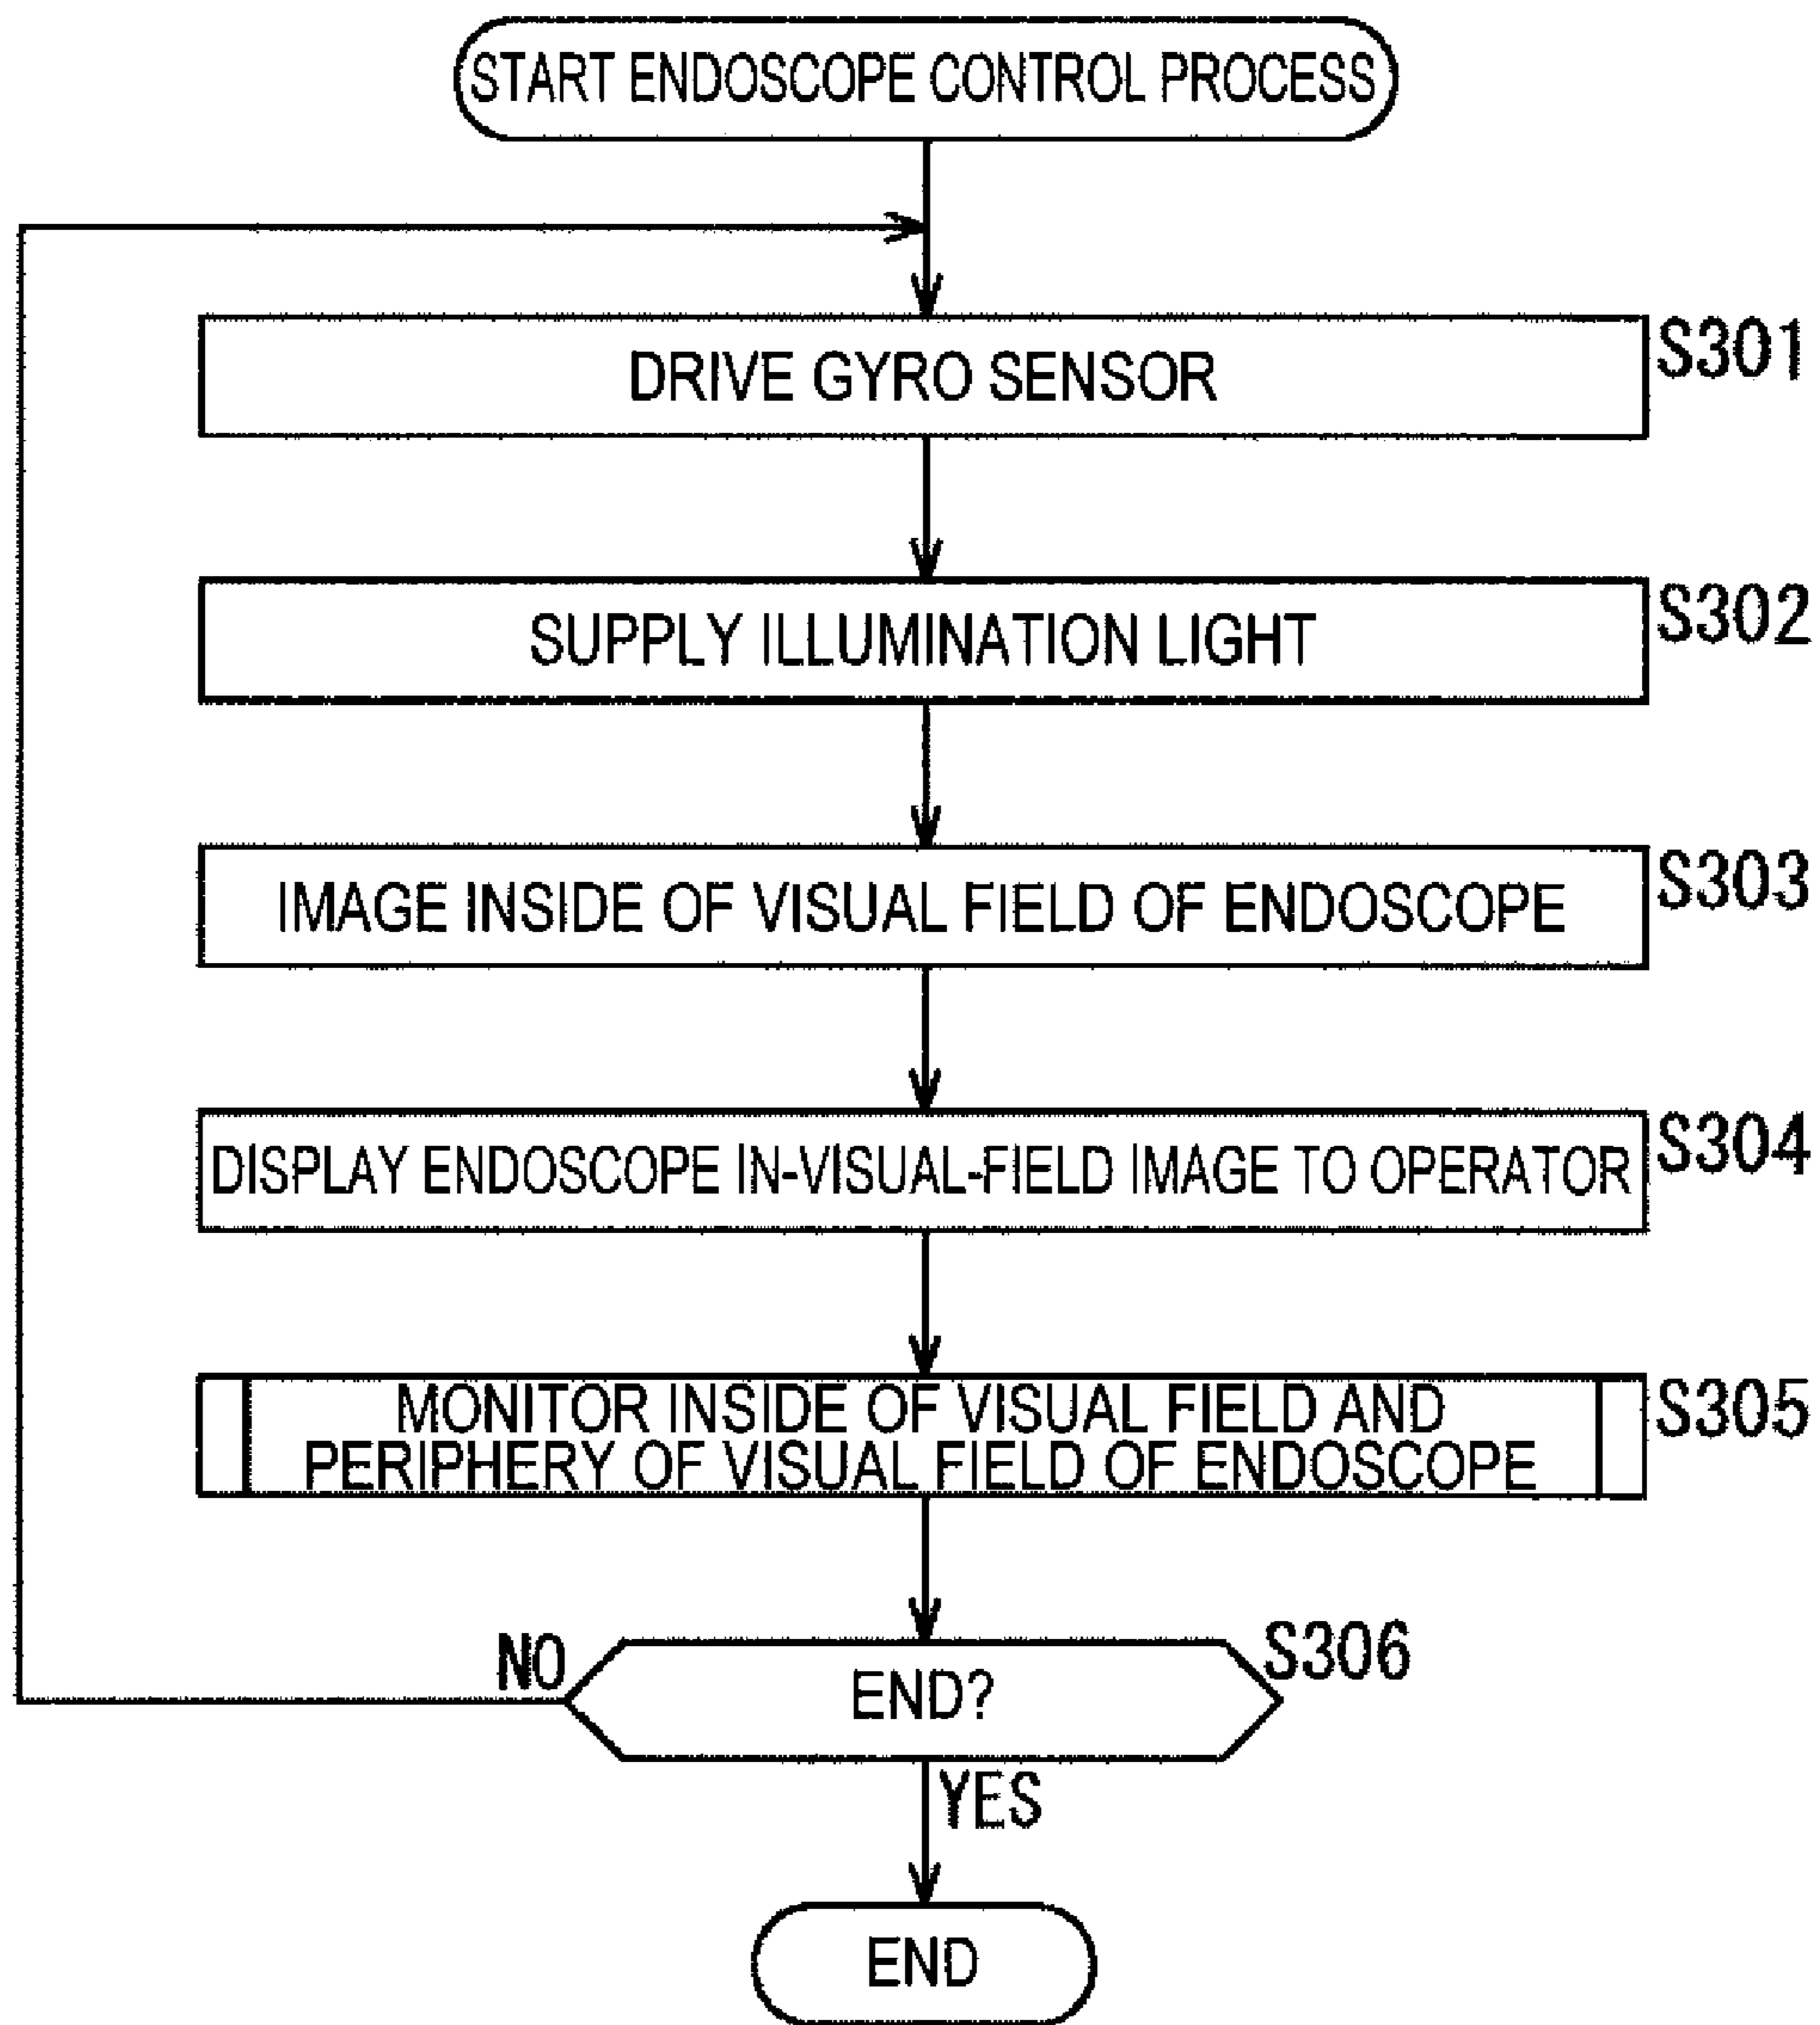 START ENDOSCOPE CONTROL PROCESS
DRIVE GYRO SENSOR
S301
SUPPLY ILLUMINATION LIGHT
S302
IMAGE INSIDE OF VISUAL FIELD OF ENDOSCOPE
S303
DISPLAY ENDOSCOPE IN-VISUAL-FIELD IMAGE TO OPERATOR
S304
MONITOR INSIDE OF VISUAL FIELD AND
PERIPHERY OF VISUAL FIELD OF ENDOSCOPE
S305
NO
END?
S306
YES
END